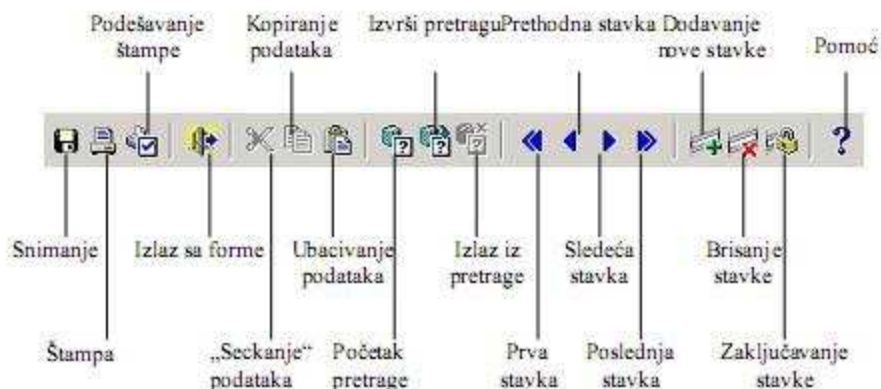 Podešavanje
štampe
Kopiranje
podataka
Izvrši pretragu
Prethodna stavka
Dodavanje
nove stavke
Pomoć
Snimanje
Izlaz sa forme
Ubacivanje
podataka
Izlaz iz
pretrage
Sledeća
stavka
Brisanje
stavke
Štampa
„Seckanje“
podataka
Početak
pretrage
Prva
stavka
Poslednja
stavka
Zaključavanje
stavke